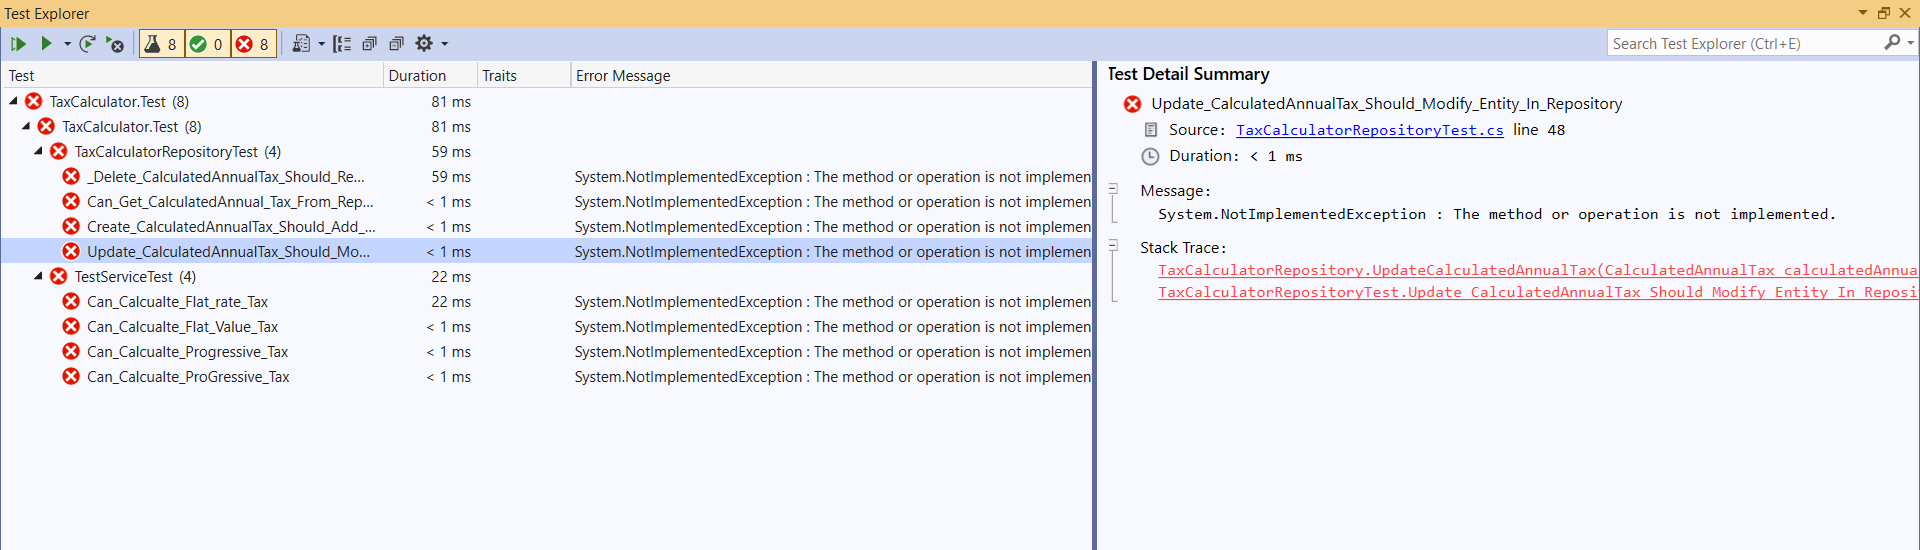 Test Explorer
8 0 8
Search Test Explorer (Ctrl+E)
Test Duration Traits Error Message
TaxCalculator.Test (8) 81 ms
TaxCalculator.Test (8) 81 ms
TaxCalculatorRepositoryTest (4) 59 ms
_Delete_CalculatedAnnualTax_Should_Re... 59 ms System.NotImplementedException : The method or operation is not implemen
Can_Get_CalculatedAnnual_Tax_From_Rep... < 1 ms System.NotImplementedException : The method or operation is not implemen
Create_CalculatedAnnualTax_Should_Add_... < 1 ms System.NotImplementedException : The method or operation is not implemen
Update_CalculatedAnnualTax_Should_Mo... < 1 ms System.NotImplementedException : The method or operation is not implemen
TestServiceTest (4) 22 ms
Can_Calcualte_Flat_rate_Tax 22 ms System.NotImplementedException : The method or operation is not implemen
Can_Calcualte_Flat_Value_Tax < 1 ms System.NotImplementedException : The method or operation is not implemen
Can_Calcualte_Progressive_Tax < 1 ms System.NotImplementedException : The method or operation is not implemen
Can_Calcualte_ProGressive_Tax < 1 ms System.NotImplementedException : The method or operation is not implemen
Test Detail Summary
Update_CalculatedAnnualTax_Should_Modify_Entity_In_Repository
Source: TaxCalculatorRepositoryTest.cs line 48
Duration: < 1 ms
Message:
System.NotImplementedException : The method or operation is not implemented.
Stack Trace:
TaxCalculatorRepository.UpdateCalculatedAnnualTax(CalculatedAnnualTax calculatedAnnua
TaxCalculatorRepositoryTest.Update_CalculatedAnnualTax_Should_Modify_Entity_In_Reposi